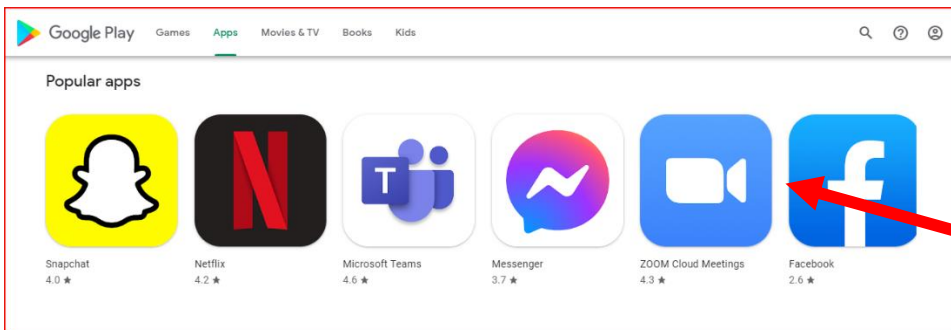 Google Play Games Apps Movies & TV Books Kids
Popular apps
N
T
f
Snapchat Netflix Microsoft Teams Messenger ZOOM Cloud Meetings Facebook
4.0 ★ 4.2 ★ 4.6 ★ 3.7 ★ 4.3 ★ 2.6 ★